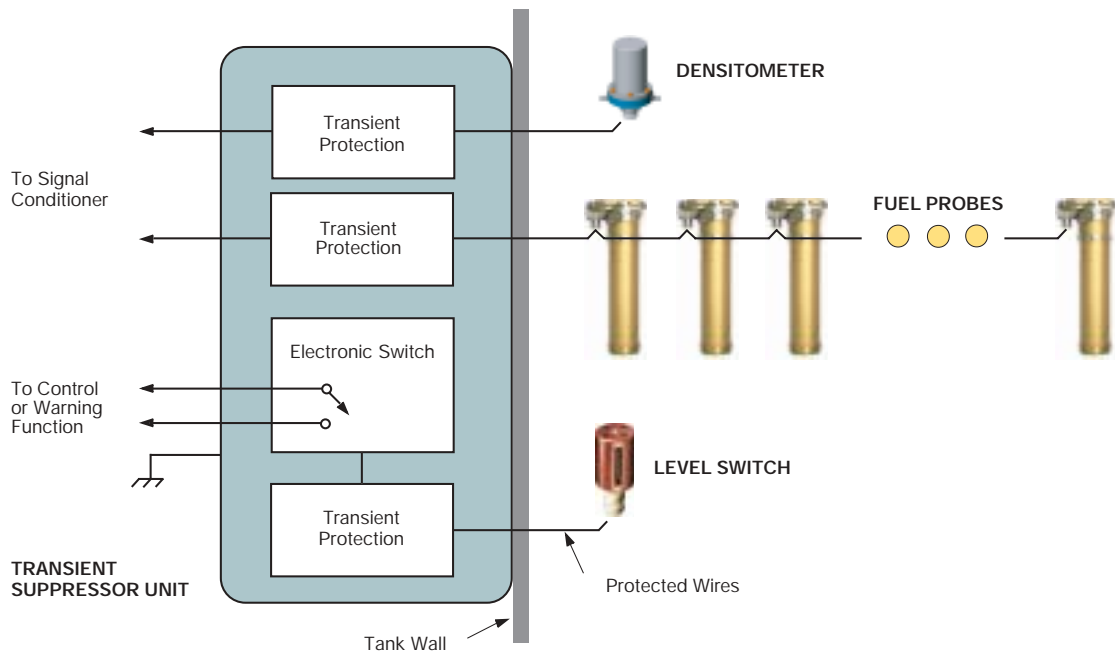 DENSITOMETER
Transient
Protection
To Signal
Conditioner
FUEL PROBES
Transient
Protection
Electronic Switch
To Control
or Warning
Function
LEVEL SWITCH
Transient
Protection
TRANSIENT
SUPPRESSOR UNIT
Protected Wires
Tank Wall